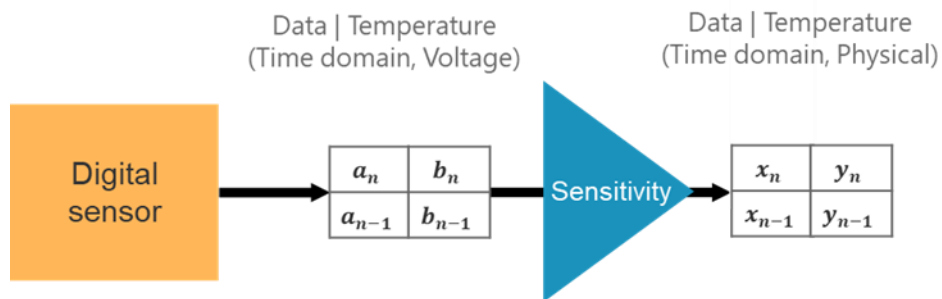 Data | Temperature
(Time domain, Voltage)
Data | Temperature
(Time domain, Physical)
Digital
sensor
aₙ bₙ
aₙ₋₁ bₙ₋₁
Sensitivity
xₙ yₙ
xₙ₋₁ yₙ₋₁